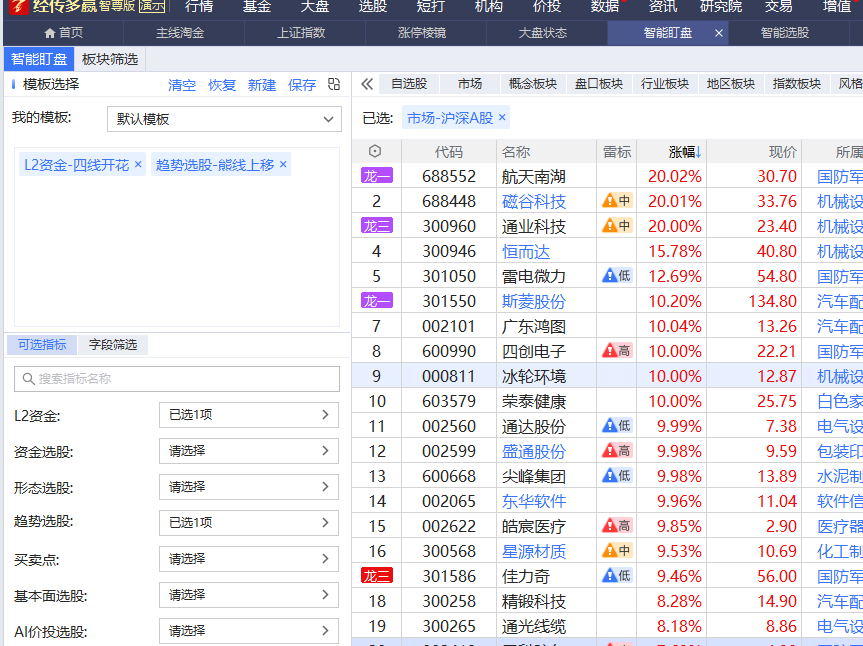 经传多赢 智尊版 演示 行情 基金 大盘 选股 短打 机构 价投 数据 资讯 研究院 交易 增值
首页 主线淘金 上证指数 涨停棱镜 大盘状态 智能盯盘 × 智能选股
智能盯盘 板块筛选
模板选择 清空 恢复 新建 保存
我的模板: 默认模板
L2资金-四线开花 × 趋势选股-熊线上移 ×
可选指标 字段筛选
搜索指标名称
L2资金: 已选1项
资金选股: 请选择
形态选股: 请选择
趋势选股: 已选1项
买卖点: 请选择
基本面选股: 请选择
AI价投选股: 请选择
自选股 市场 概念板块 盘口板块 行业板块 地区板块 指数板块 风格
已选: 市场-沪深A股 ×
代码 名称 雷标 涨幅↓ 现价 所属
龙一 688552 航天南湖 20.02% 30.70 国防军
2 688448 磁谷科技 中 20.01% 33.76 机械设
龙三 300960 通业科技 中 20.00% 23.40 机械设
4 300946 恒而达 15.78% 40.80 机械设
5 301050 雷电微力 低 12.69% 54.80 国防军
龙一 301550 斯菱股份 10.20% 134.80 汽车配
7 002101 广东鸿图 10.04% 13.26 汽车配
8 600990 四创电子 高 10.00% 22.21 国防军
9 000811 冰轮环境 10.00% 12.87 机械设
10 603579 荣泰健康 10.00% 25.75 白色家
11 002560 通达股份 低 9.99% 7.38 电气设
12 002599 盛通股份 高 9.98% 9.59 包装印
13 600668 尖峰集团 低 9.98% 13.89 水泥制
14 002065 东华软件 9.96% 11.04 软件信
15 002622 皓宸医疗 高 9.85% 2.90 医疗器
16 300568 星源材质 中 9.53% 10.69 化工制
龙三 301586 佳力奇 低 9.46% 56.00 国防军
18 300258 精锻科技 8.28% 14.90 汽车配
19 300265 通光线缆 8.18% 8.86 电气设